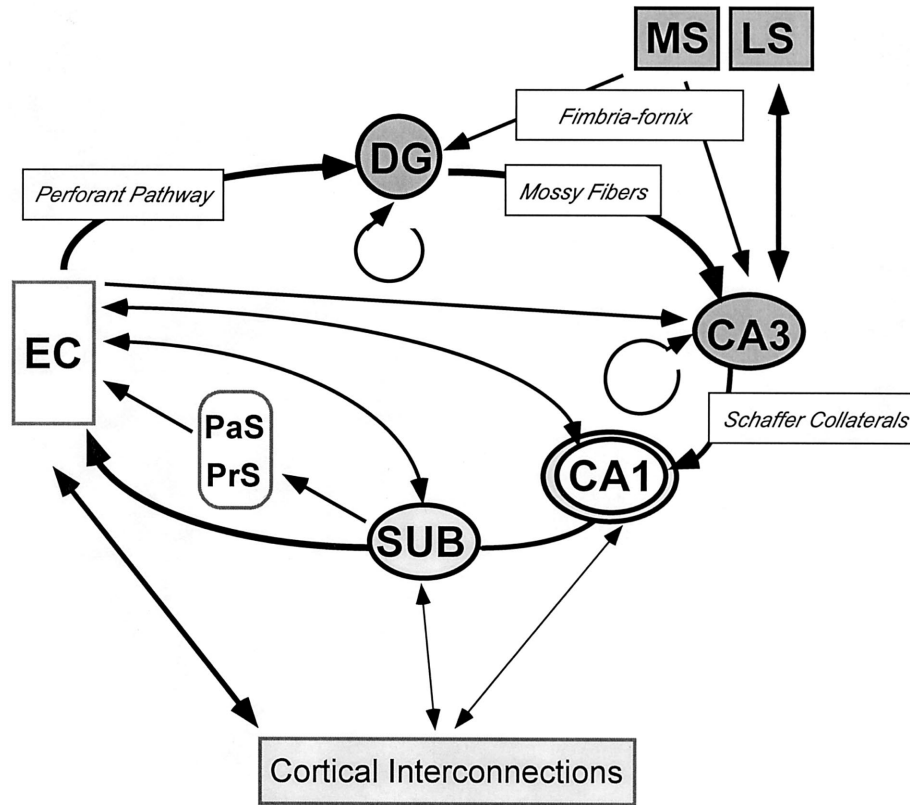 MS LS
Fimbria-fornix
DG
Perforant Pathway
Mossy Fibers
EC
CA3
PaS
PrS
Schaffer Collaterals
CA1
SUB
Cortical Interconnections